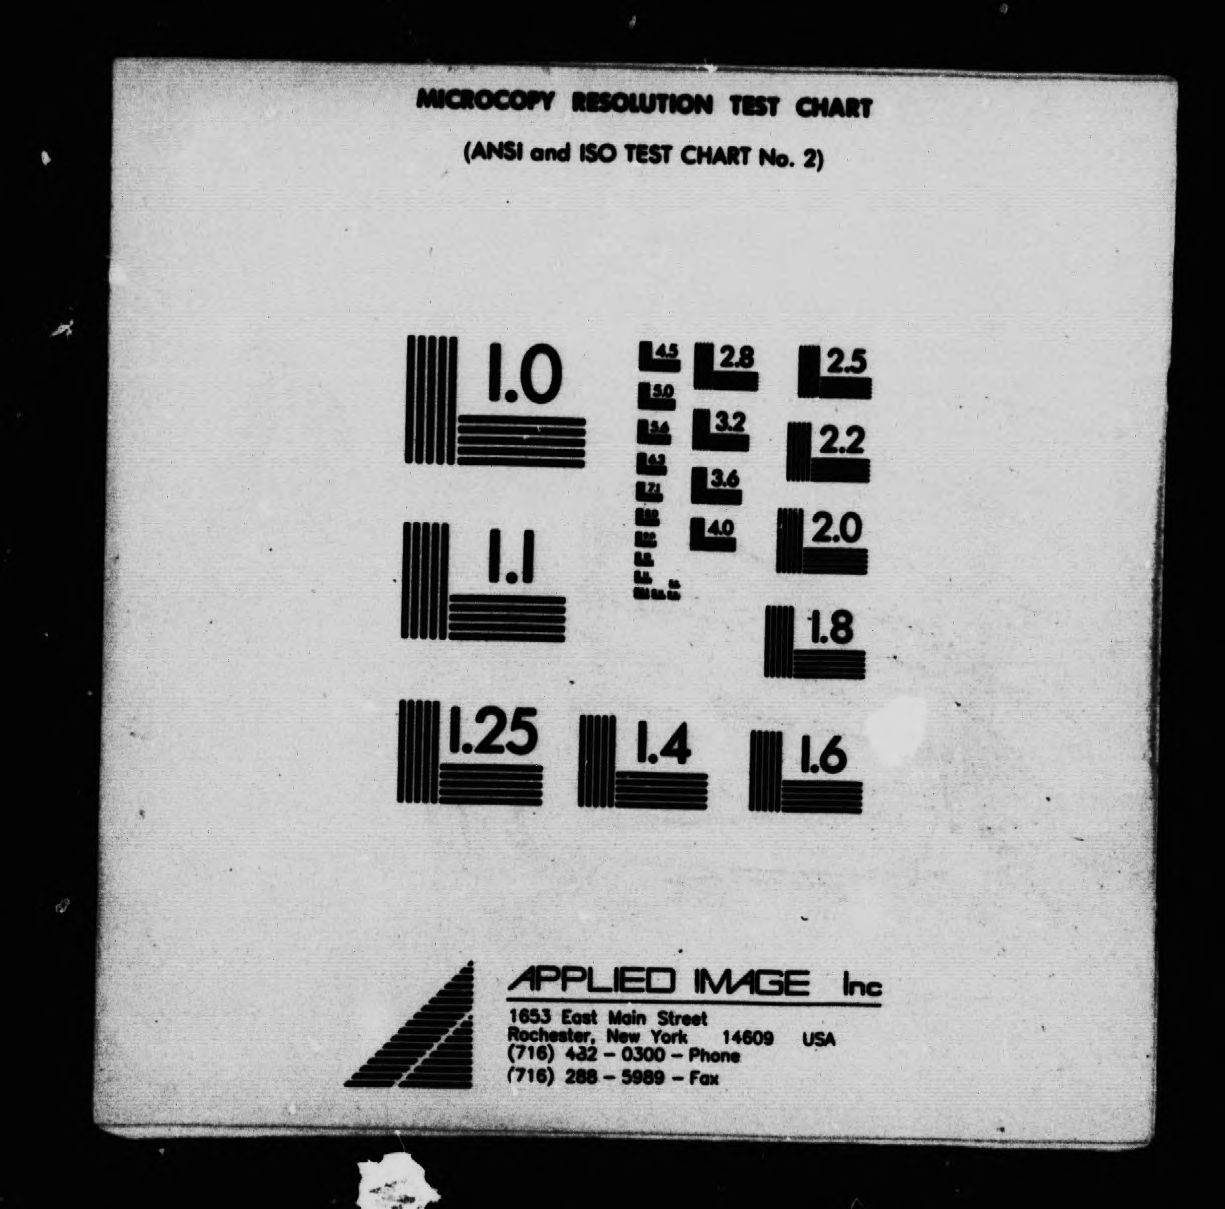 MICROCOPY RESOLUTION TEST CHART
(ANSI and ISO TEST CHART No. 2)
1.0
1.1
1.25
1.4
1.6
1.8
2.0
2.2
2.5
2.8
3.2
3.6
4.0
4.5
5.0
5.6
6.3
7.1
APPLIED IMAGE Inc
1653 East Main Street
Rochester, New York 14609 USA
(716) 482 - 0300 - Phone
(716) 288 - 5989 - Fax